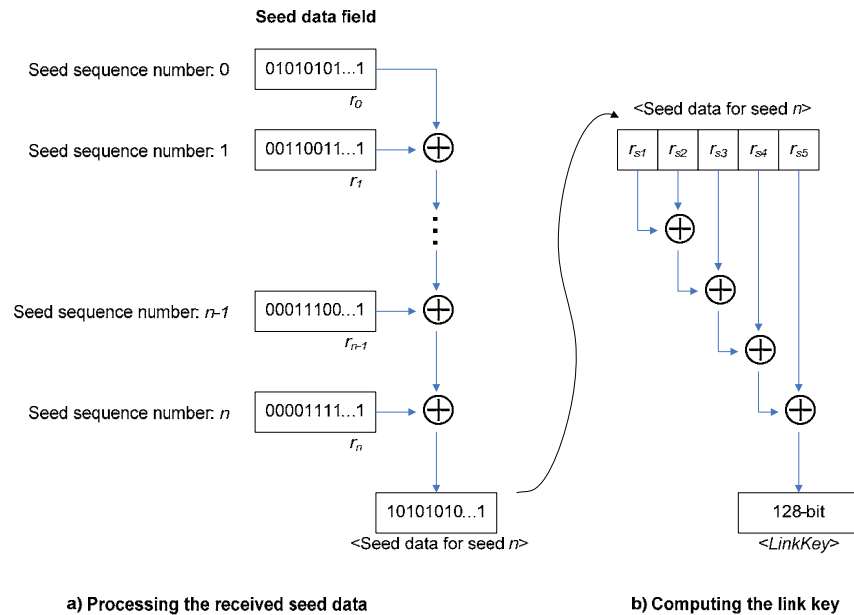 Seed data field
Seed sequence number: 0
01010101...1
r0
Seed sequence number: 1
00110011...1
r1
Seed sequence number: n-1
00011100...1
rn-1
Seed sequence number: n
00001111...1
rn
10101010...1
<Seed data for seed n>
a) Processing the received seed data
<Seed data for seed n>
rs1 rs2 rs3 rs4 rs5
128-bit
<LinkKey>
b) Computing the link key